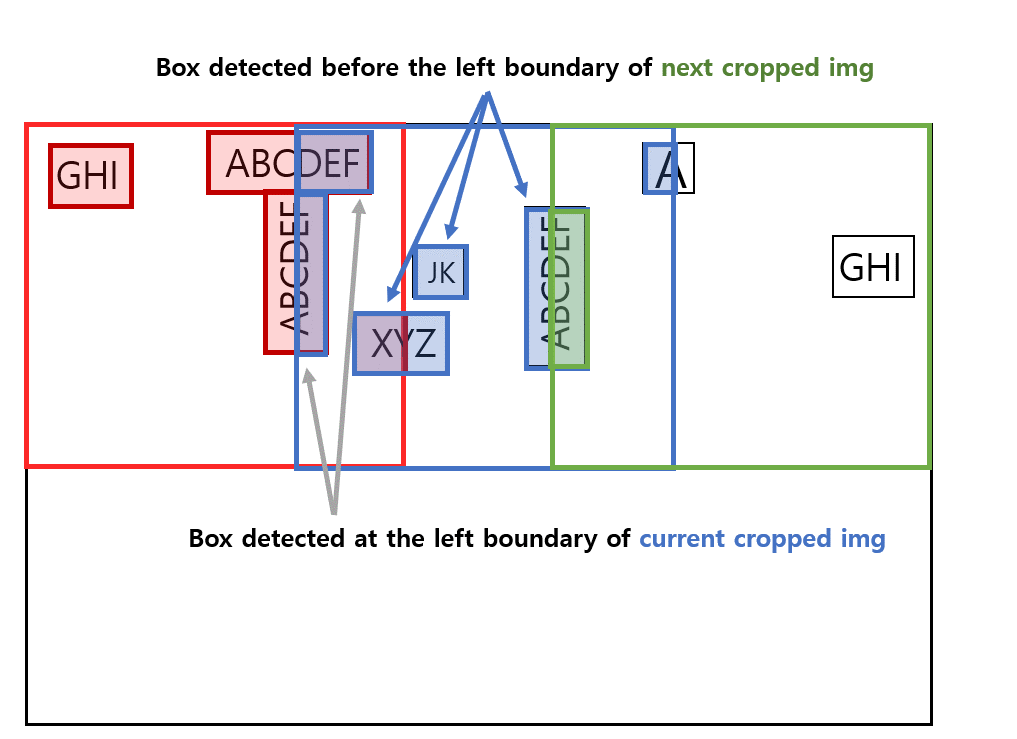 Box detected before the left boundary of next cropped img
GHI
ABCDEF
A
ABCDEF
JK
ABCDEF
GHI
XYZ
Box detected at the left boundary of current cropped img